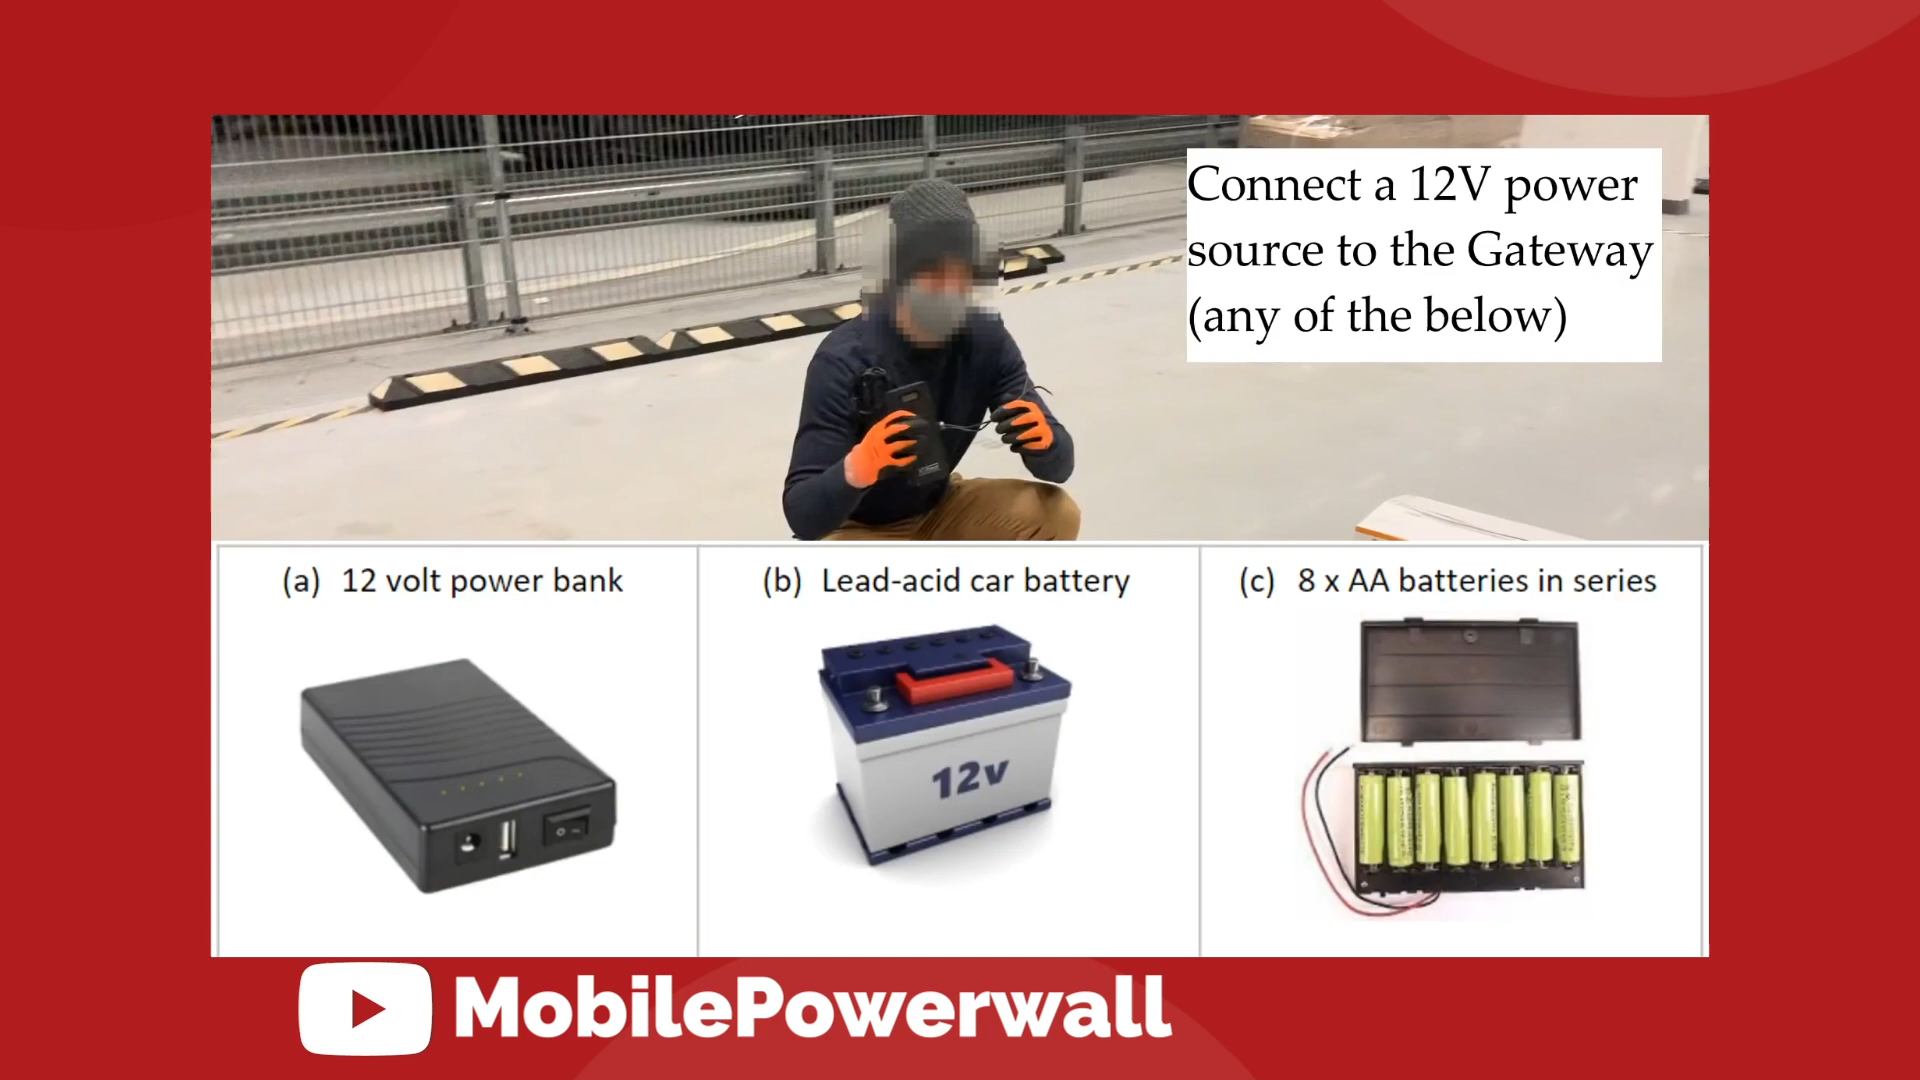 Connect a 12V power
source to the Gateway
(any of the below)
(a) 12 volt power bank
(b) Lead-acid car battery
(c) 8 x AA batteries in series
12v
MobilePowerwall